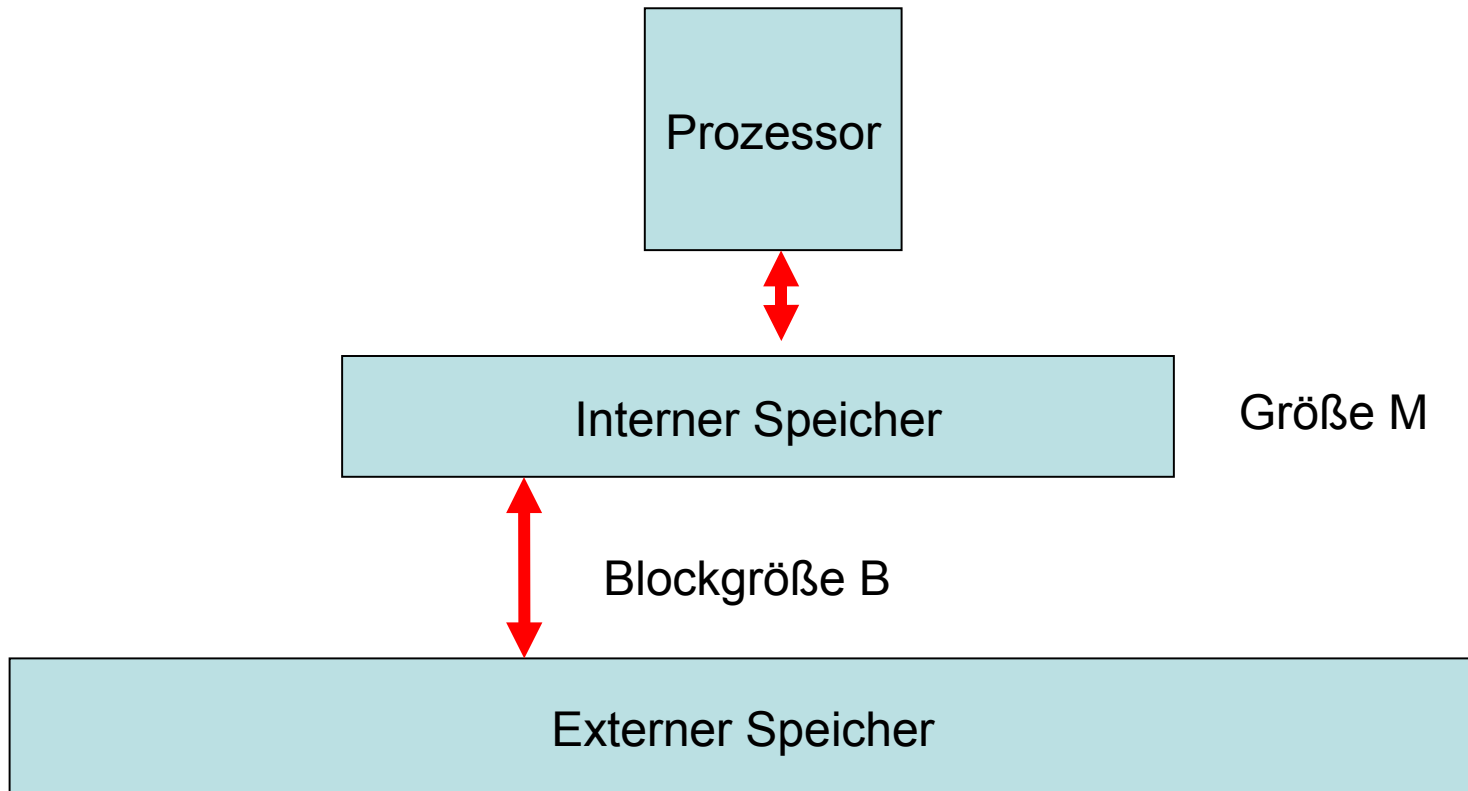 Prozessor
Interner Speicher
Größe M
Blockgröße B
Externer Speicher